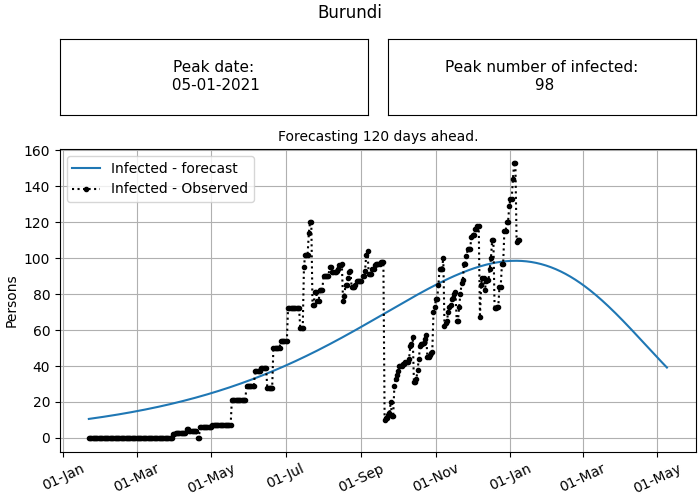 Burundi
Peak date:
05-01-2021
Peak number of infected:
98
Forecasting 120 days ahead.
Infected - forecast
Infected - Observed
Persons
160
140
120
100
80
60
40
20
0
01-Jan
01-Mar
01-May
01-Jul
01-Sep
01-Nov
01-Jan
01-Mar
01-May